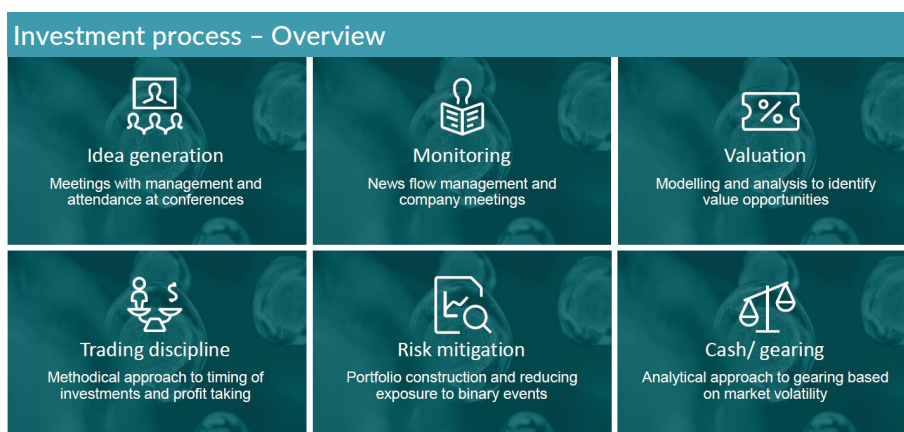 Investment process – Overview
Idea generation
Meetings with management and
attendance at conferences
Monitoring
News flow management and
company meetings
%
Valuation
Modelling and analysis to identify
value opportunities
$
Trading discipline
Methodical approach to timing of
investments and profit taking
Risk mitigation
Portfolio construction and reducing
exposure to binary events
Cash/ gearing
Analytical approach to gearing based
on market volatility